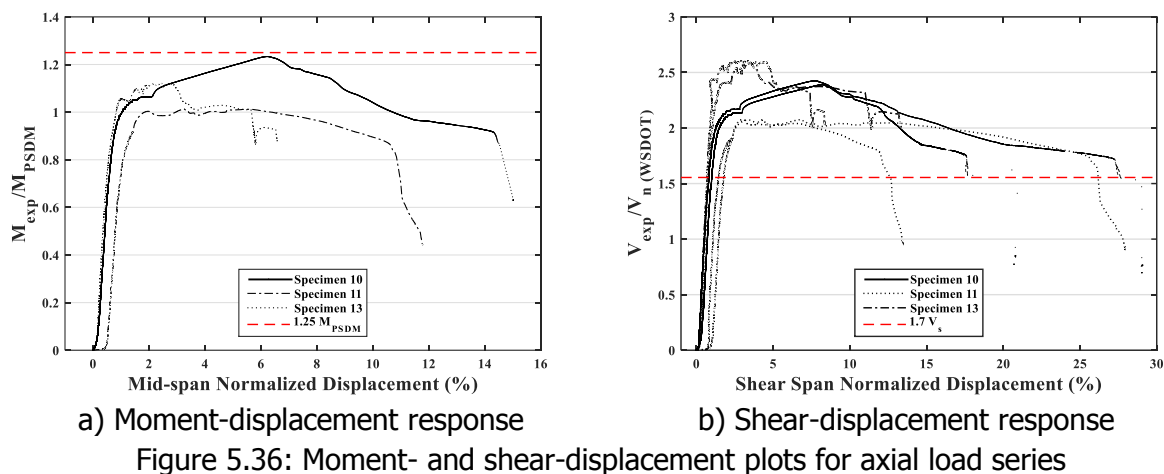 1.4
1.2
1
0.8
0.6
0.4
0.2
0
M_exp/M_PSDM
Specimen 10
Specimen 11
Specimen 13
1.25 M_PSDM
0 2 4 6 8 10 12 14 16
Mid-span Normalized Displacement (%)
a) Moment-displacement response
3
2.5
2
1.5
1
0.5
0
V_exp/V_n (WSDOT)
Specimen 10
Specimen 11
Specimen 13
1.7 V_s
0 5 10 15 20 25 30
Shear Span Normalized Displacement (%)
b) Shear-displacement response
Figure 5.36: Moment- and shear-displacement plots for axial load series